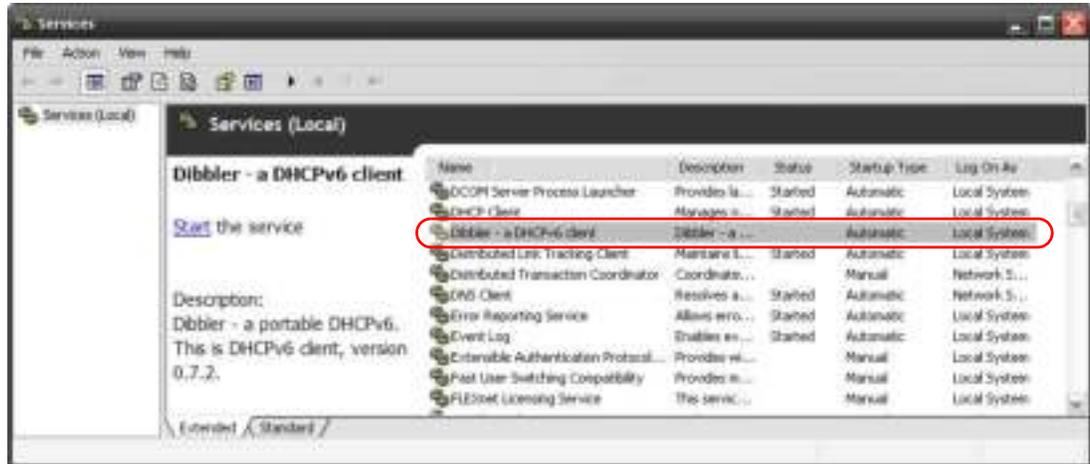 Services
File Action View Help
Services (Local)
Services (Local)
Dibbler - a DHCPv6 client
Start the service
Description:
Dibbler - a portable DHCPv6.
This is DHCPv6 client, version
0.7.2.
Name Description Status Startup Type Log On As
DCOM Server Process Launcher Provides la... Started Automatic Local System
DHCP Client Manages n... Started Automatic Local System
Dibbler - a DHCPv6 client Dibbler - a ... Automatic Local System
Distributed Link Tracking Client Maintains l... Started Automatic Local System
Distributed Transaction Coordinator Coordinate... Manual Network S...
DNS Client Resolves a... Started Automatic Network S...
Error Reporting Service Allows erro... Started Automatic Local System
Event Log Enables ev... Started Automatic Local System
Extensible Authentication Protocol... Provides wi... Manual Local System
Fast User Switching Compatibility Provides m... Manual Local System
FLEXnet Licensing Service This servic... Manual Local System
Extended Standard